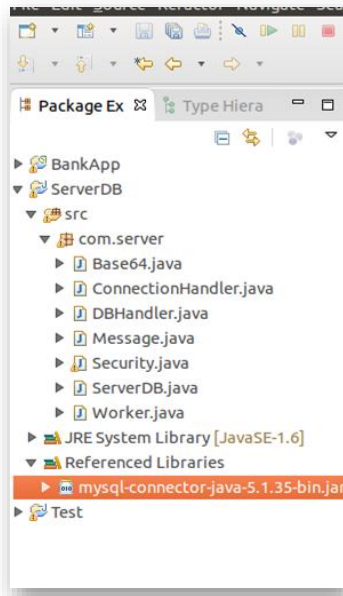 Package Ex Type Hiera
BankApp
ServerDB
src
com.server
Base64.java
ConnectionHandler.java
DBHandler.java
Message.java
Security.java
ServerDB.java
Worker.java
JRE System Library [JavaSE-1.6]
Referenced Libraries
mysql-connector-java-5.1.35-bin.jar
Test